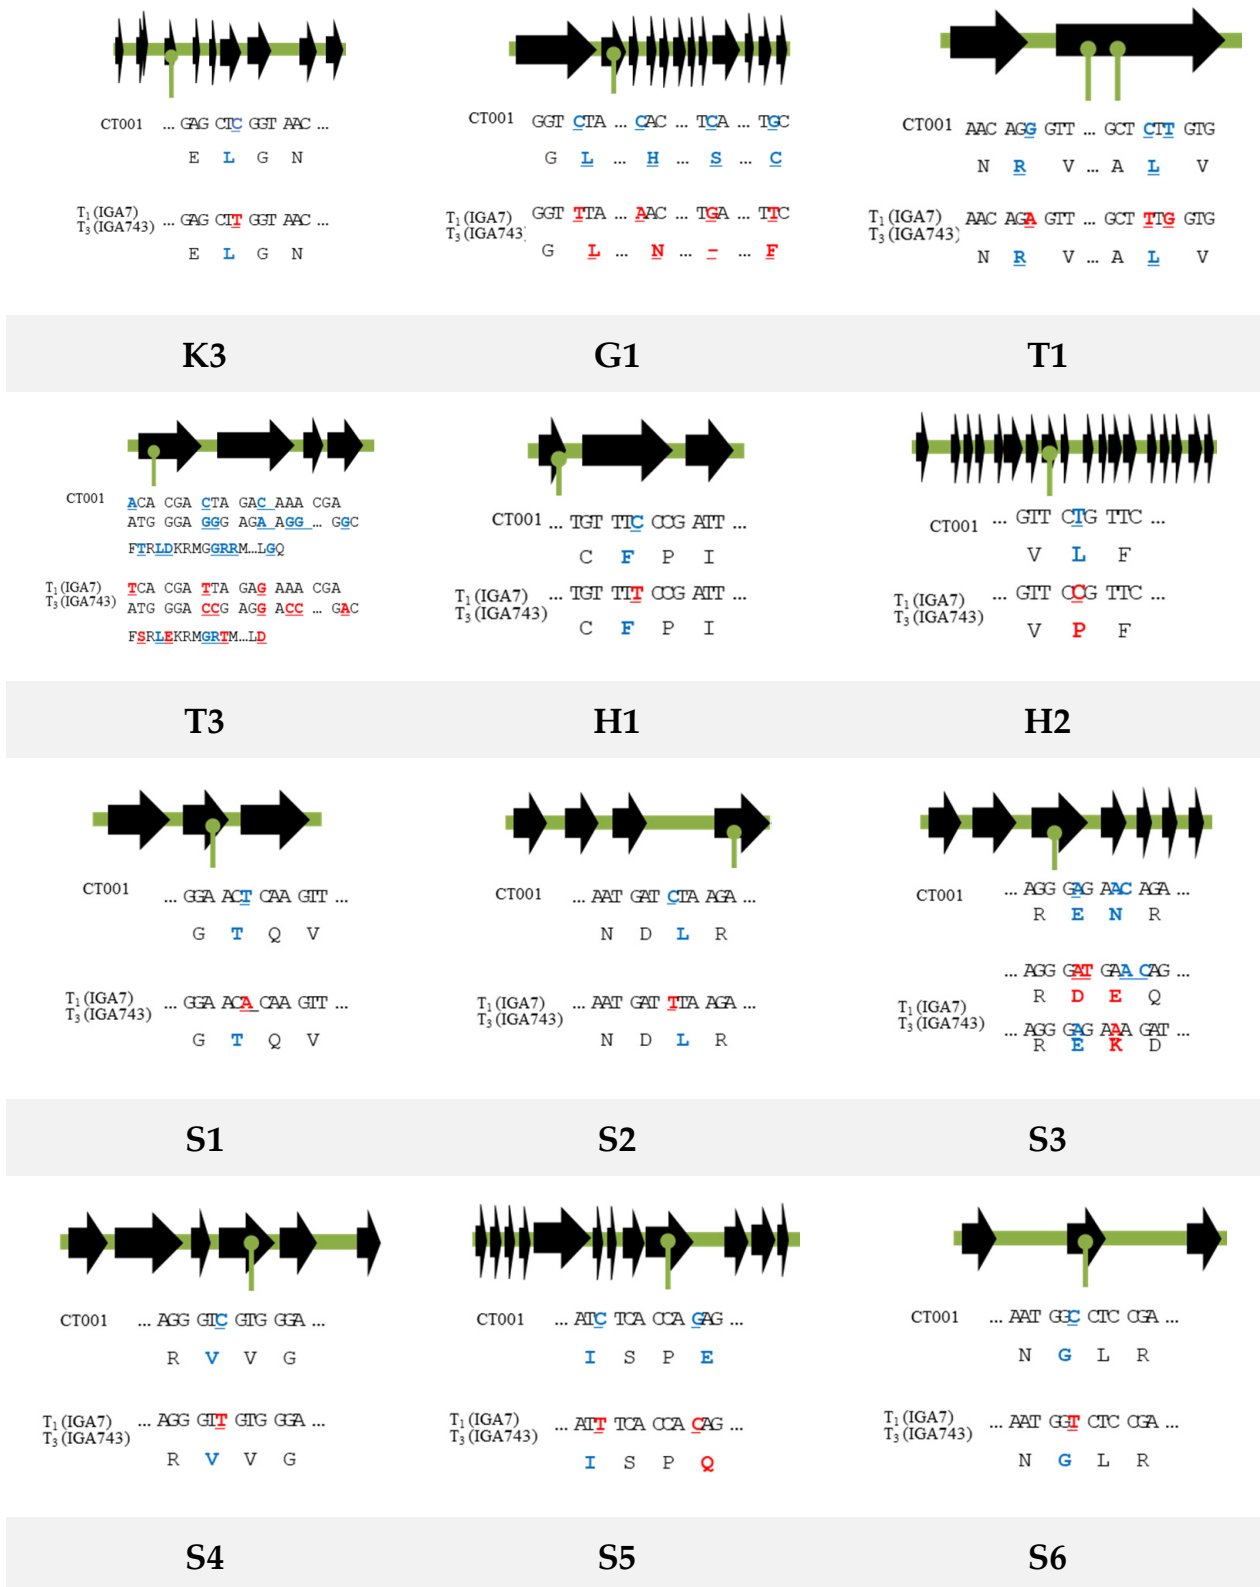 CT001 ... GAG CTC GGT AAC ...
E L G N
T1 (IGA7)
T3 (IGA743) ... GAG CTT GGT AAC ...
E L G N
K3
CT001 GGT CTA ... CAC ... TCA ... TGC
G L ... H ... S ... C
T1 (IGA7)
T3 (IGA743) GGT TTA ... AAC ... TGA ... TTC
G L ... N ... – ... F
G1
CT001 AAC AGG GTT ... GCT CTT GTG
N R V ... A L V
T1 (IGA7)
T3 (IGA743) AAC AGA GTT ... GCT TTG GTG
N R V ... A L V
T1
CT001 ACA CGA CTA GAC AAA CGA
ATG GGA GGG AGA AGG ... GGC
FTRLDKRMGGRRM...LGQ
T1 (IGA7) TCA CGA TTA GAG AAA CGA
T3 (IGA743) ATG GGA CCG AGG ACC ... GAC
FSRLEKRMGRTM...LD
T3
CT001 ... TGT TTC CCG ATT ...
C F P I
T1 (IGA7) ... TGT TTT CCG ATT ...
T3 (IGA743)
C F P I
H1
CT001 ... GTT CTG TTC ...
V L F
T1 (IGA7) ... GTT CCG TTC ...
T3 (IGA743)
V P F
H2
CT001 ... GGA ACT CAA GTT ...
G T Q V
T1 (IGA7)
T3 (IGA743) ... GGA ACA CAA GTT ...
G T Q V
S1
CT001 ... AAT GAT CTA AGA ...
N D L R
T1 (IGA7)
T3 (IGA743) ... AAT GAT TTA AGA ...
N D L R
S2
CT001 ... AGG GAG AAC AGA ...
R E N R
... AGG GAT GAA CAG ...
R D E Q
T1 (IGA7)
T3 (IGA743) ... AGG GAG AAA GAT ...
R E K D
S3
CT001 ... AGG GTC GTG GGA ...
R V V G
T1 (IGA7)
T3 (IGA743) ... AGG GTT GTG GGA ...
R V V G
S4
CT001 ... ATC TCA CCA GAG ...
I S P E
T1 (IGA7)
T3 (IGA743) ... ATT TCA CCA CAG ...
I S P Q
S5
CT001 ... AAT GGC CTC CGA ...
N G L R
T1 (IGA7)
T3 (IGA743) ... AAT GGT CTC CGA ...
N G L R
S6